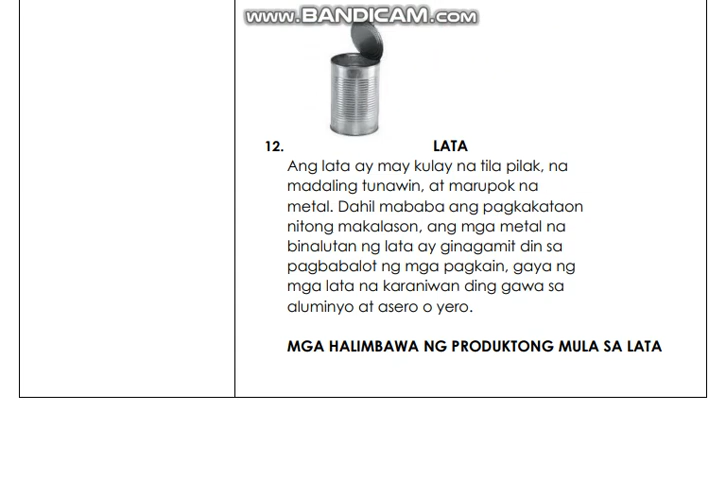 www.BANDICAM.com
12. LATA
Ang lata ay may kulay na tila pilak, na
madaling tunawin, at marupok na
metal. Dahil mababa ang pagkakataon
nitong makalason, ang mga metal na
binalutan ng lata ay ginagamit din sa
pagbabalot ng mga pagkain, gaya ng
mga lata na karaniwan ding gawa sa
aluminyo at asero o yero.
MGA HALIMBAWA NG PRODUKTONG MULA SA LATA